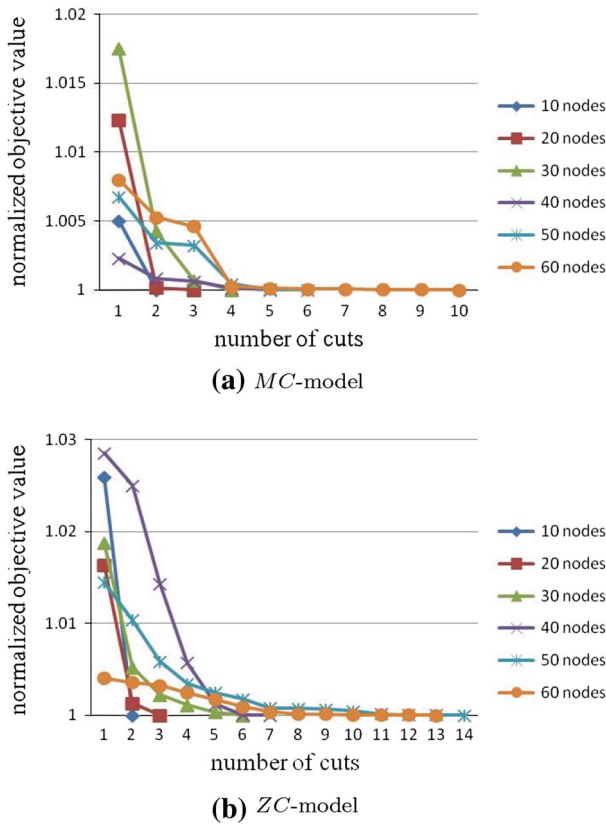 normalized objective value
1.02
1.015
1.01
1.005
1
1 2 3 4 5 6 7 8 9 10
number of cuts
10 nodes
20 nodes
30 nodes
40 nodes
50 nodes
60 nodes
(a) MC-model
normalized objective value
1.03
1.02
1.01
1
1 2 3 4 5 6 7 8 9 10 11 12 13 14
number of cuts
10 nodes
20 nodes
30 nodes
40 nodes
50 nodes
60 nodes
(b) ZC-model